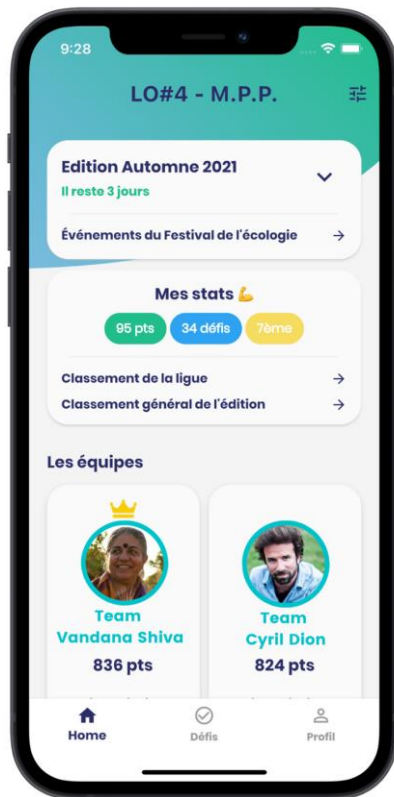 9:28
LO#4 - M.P.P.
Edition Automne 2021
Il reste 3 jours
Événements du Festival de l'écologie →
Mes stats 💪
95 pts 34 défis 7ème
Classement de la ligue →
Classement général de l'édition →
Les équipes
Team
Vandana Shiva
836 pts
Team
Cyril Dion
824 pts
Home Défis Profil